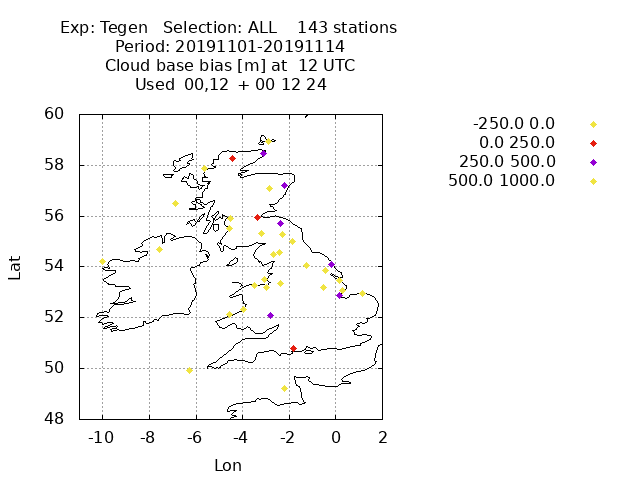 Exp: Tegen   Selection: ALL    143 stations
Period: 20191101-20191114
Cloud base bias [m] at  12 UTC
Used  00,12  + 00 12 24
-250.0 0.0
0.0 250.0
250.0 500.0
500.0 1000.0
60
58
56
54
52
50
48
Lat
-10 -8 -6 -4 -2 0 2
Lon